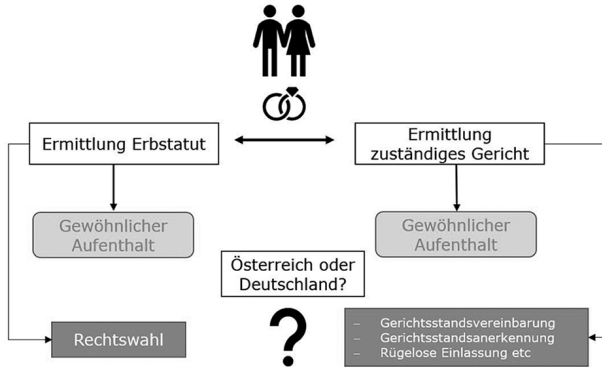 Ermittlung Erbstatut
Ermittlung
zuständiges Gericht
Gewöhnlicher
Aufenthalt
Gewöhnlicher
Aufenthalt
Österreich oder
Deutschland?
?
Rechtswahl
– Gerichtsstandsvereinbarung
– Gerichtsstandsanerkennung
– Rügelose Einlassung etc